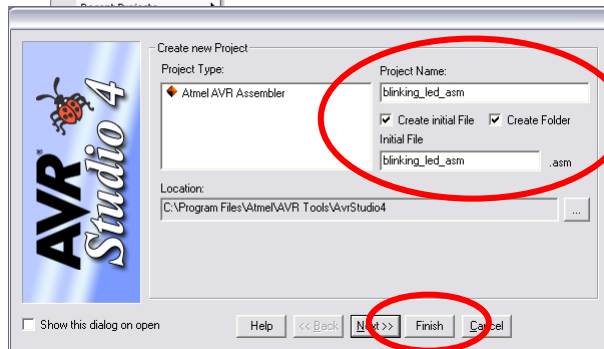 Recent Projects
Create new Project
Project Type:
Project Name:
Atmel AVR Assembler
blinking_led_asm
Create initial File
Create Folder
Initial File
blinking_led_asm
.asm
Location:
C:\Program Files\Atmel\AVR Tools\AvrStudio4
...
AVR
Studio 4
Show this dialog on open
Help
<< Back
Next >>
Finish
Cancel